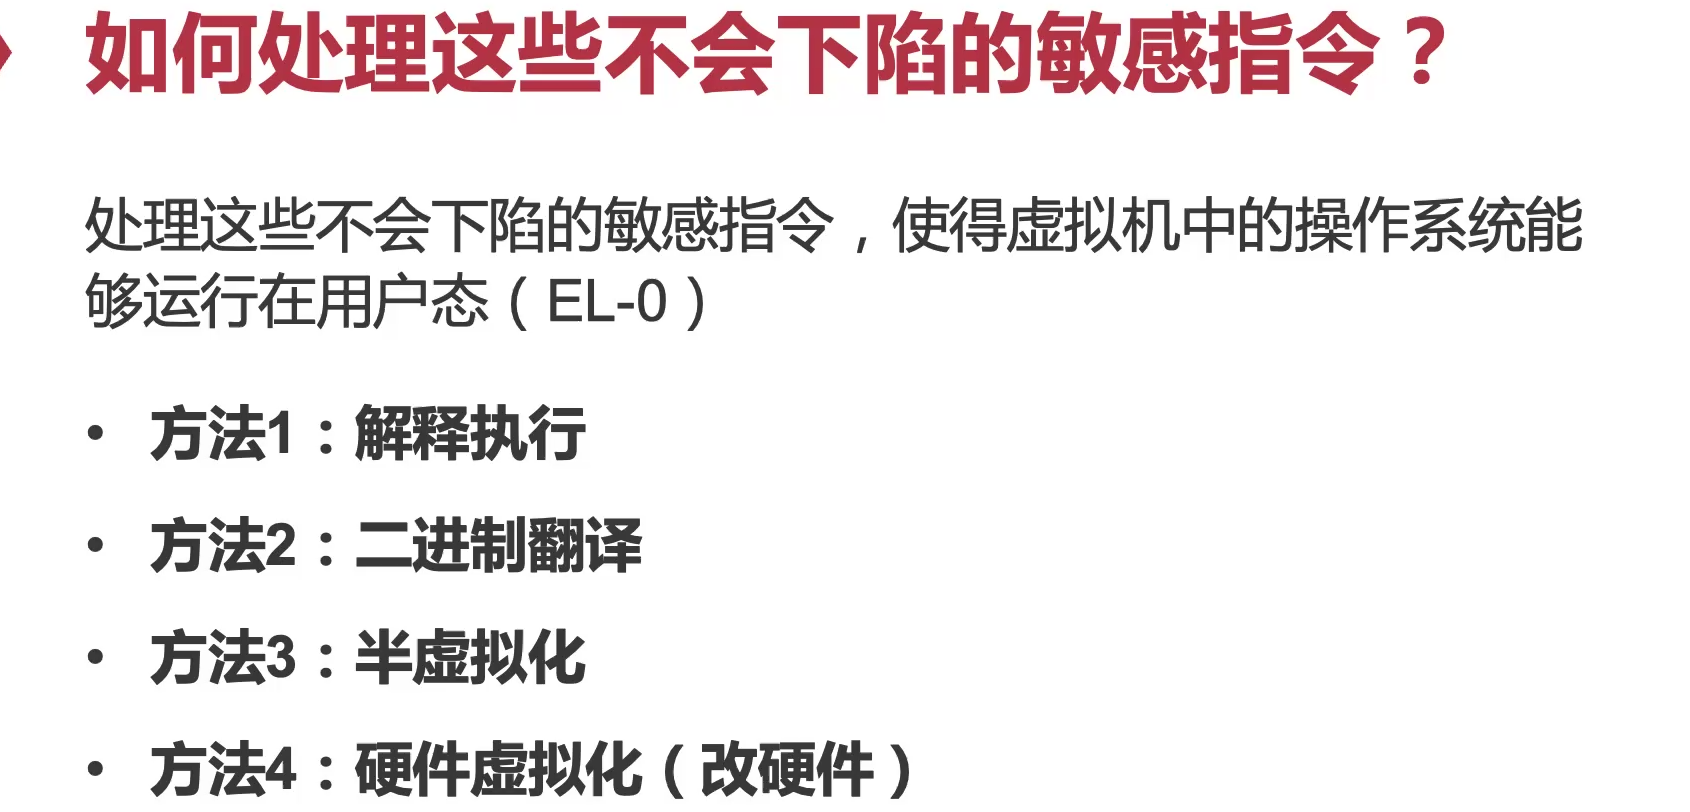 如何处理这些不会下陷的敏感指令？
处理这些不会下陷的敏感指令，使得虚拟机中的操作系统能
够运行在用户态（EL-0）
• 方法1：解释执行
• 方法2：二进制翻译
• 方法3：半虚拟化
• 方法4：硬件虚拟化（改硬件）